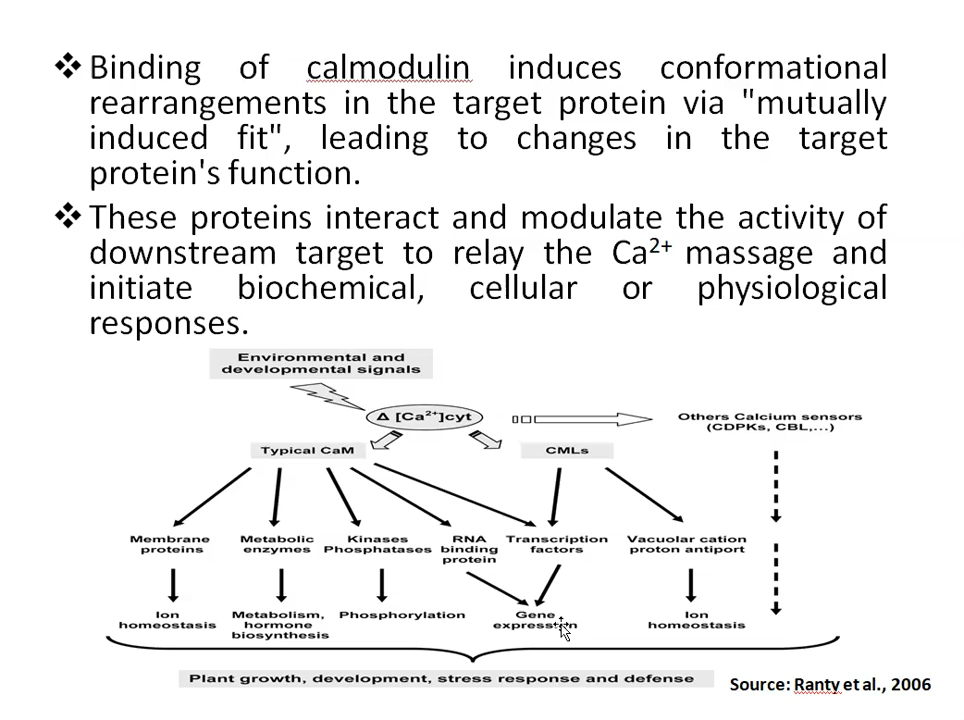 ❖ Binding of calmodulin induces conformational
rearrangements in the target protein via "mutually
induced fit", leading to changes in the target
protein's function.
❖ These proteins interact and modulate the activity of
downstream target to relay the Ca²⁺ massage and
initiate biochemical, cellular or physiological
responses.
Environmental and
developmental signals
Δ [Ca²⁺]cyt
Others Calcium sensors
(CDPKs, CBL,...)
Typical CaM
CMLs
Membrane
proteins
Metabolic
enzymes
Kinases
Phosphatases
RNA
binding
protein
Transcription
factors
Vacuolar cation
proton antiport
Ion
homeostasis
Metabolism,
hormone
biosynthesis
Phosphorylation
Gene
expression
Ion
homeostasis
Plant growth, development, stress response and defense
Source: Ranty et al., 2006